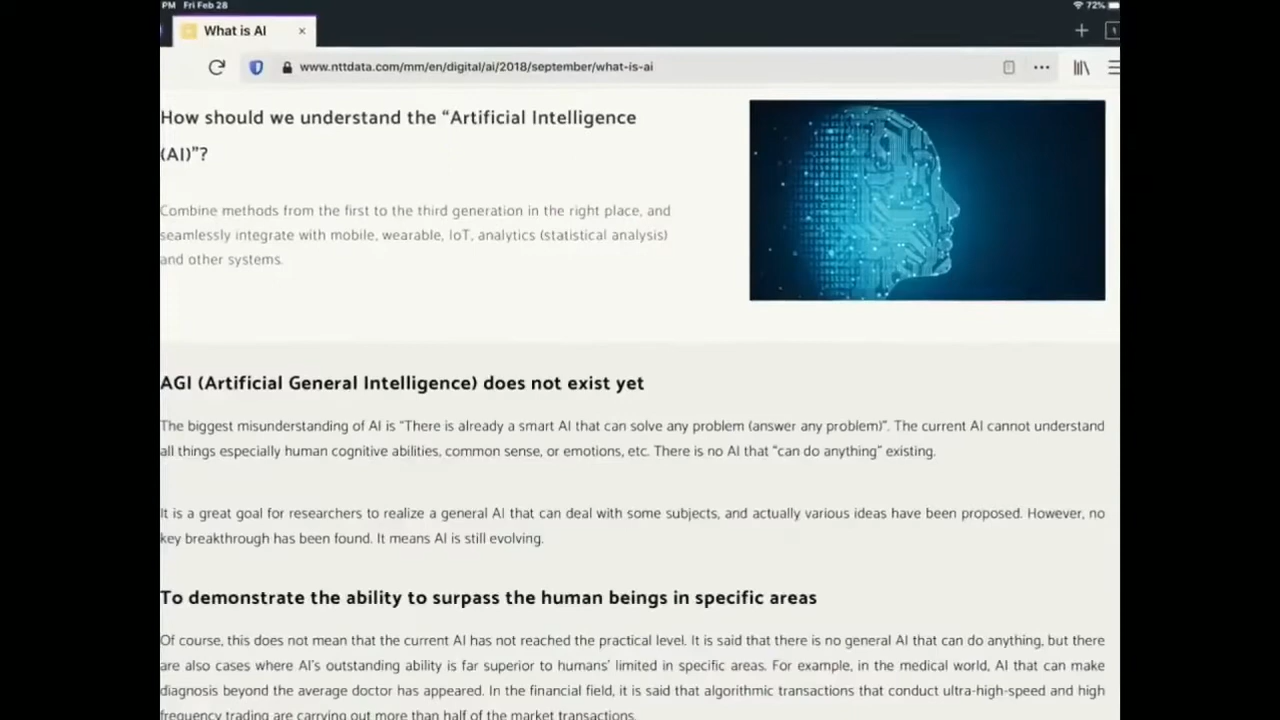 PM Fri Feb 28
72%
What is AI
www.nttdata.com/mm/en/digital/ai/2018/september/what-is-ai
How should we understand the “Artificial Intelligence
(AI)”?
Combine methods from the first to the third generation in the right place, and
seamlessly integrate with mobile, wearable, IoT, analytics (statistical analysis)
and other systems.
AGI (Artificial General Intelligence) does not exist yet
The biggest misunderstanding of AI is “There is already a smart AI that can solve any problem (answer any problem)”. The current AI cannot understand
all things especially human cognitive abilities, common sense, or emotions, etc. There is no AI that “can do anything” existing.
It is a great goal for researchers to realize a general AI that can deal with some subjects, and actually various ideas have been proposed. However, no
key breakthrough has been found. It means AI is still evolving.
To demonstrate the ability to surpass the human beings in specific areas
Of course, this does not mean that the current AI has not reached the practical level. It is said that there is no general AI that can do anything, but there
are also cases where AI’s outstanding ability is far superior to humans’ limited in specific areas. For example, in the medical world, AI that can make
diagnosis beyond the average doctor has appeared. In the financial field, it is said that algorithmic transactions that conduct ultra-high-speed and high
frequency trading are carrying out more than half of the market transactions.